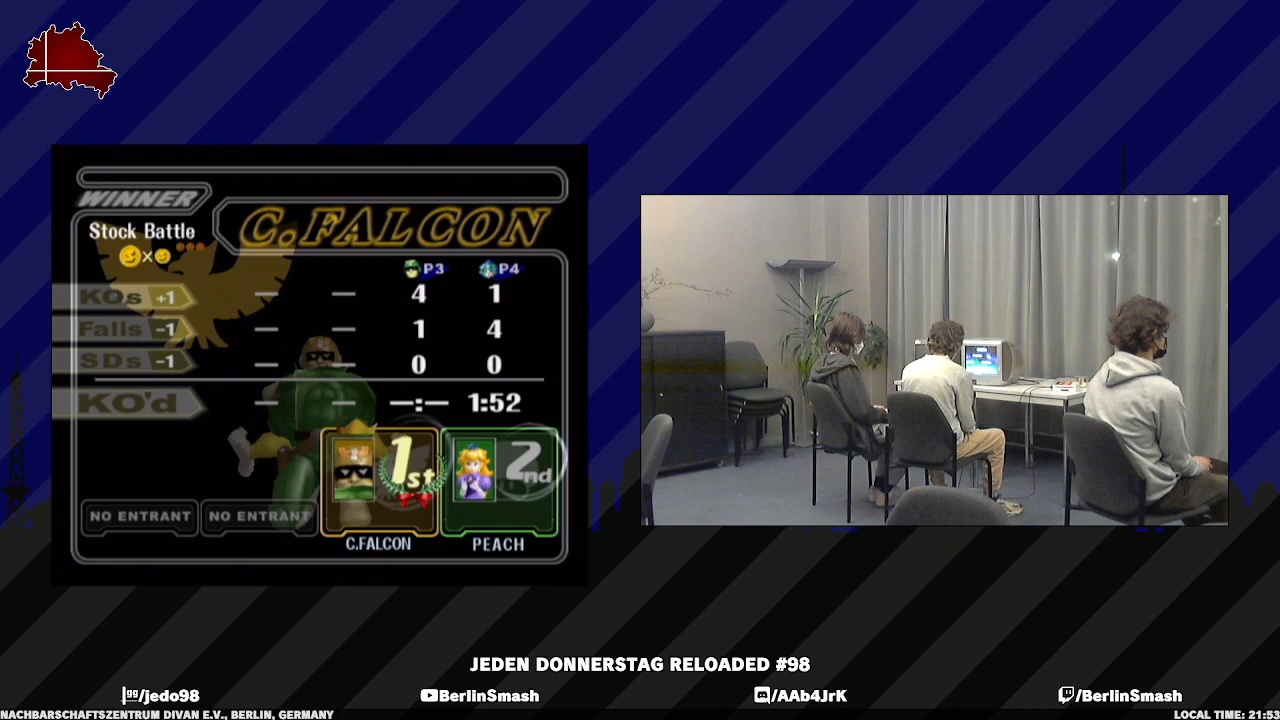 WINNER
C.FALCON
Stock Battle
×
P3 P4
KOs +1 — — 4 1
Falls -1 — — 1 4
SDs -1 — — 0 0
KO'd — — —:— 1:52
1st 2nd
NO ENTRANT NO ENTRANT
C.FALCON PEACH
JEDEN DONNERSTAG RELOADED #98
gg/jedo98 BerlinSmash /AAb4JrK /BerlinSmash
NACHBARSCHAFTSZENTRUM DIVAN E.V., BERLIN, GERMANY LOCAL TIME: 21:53